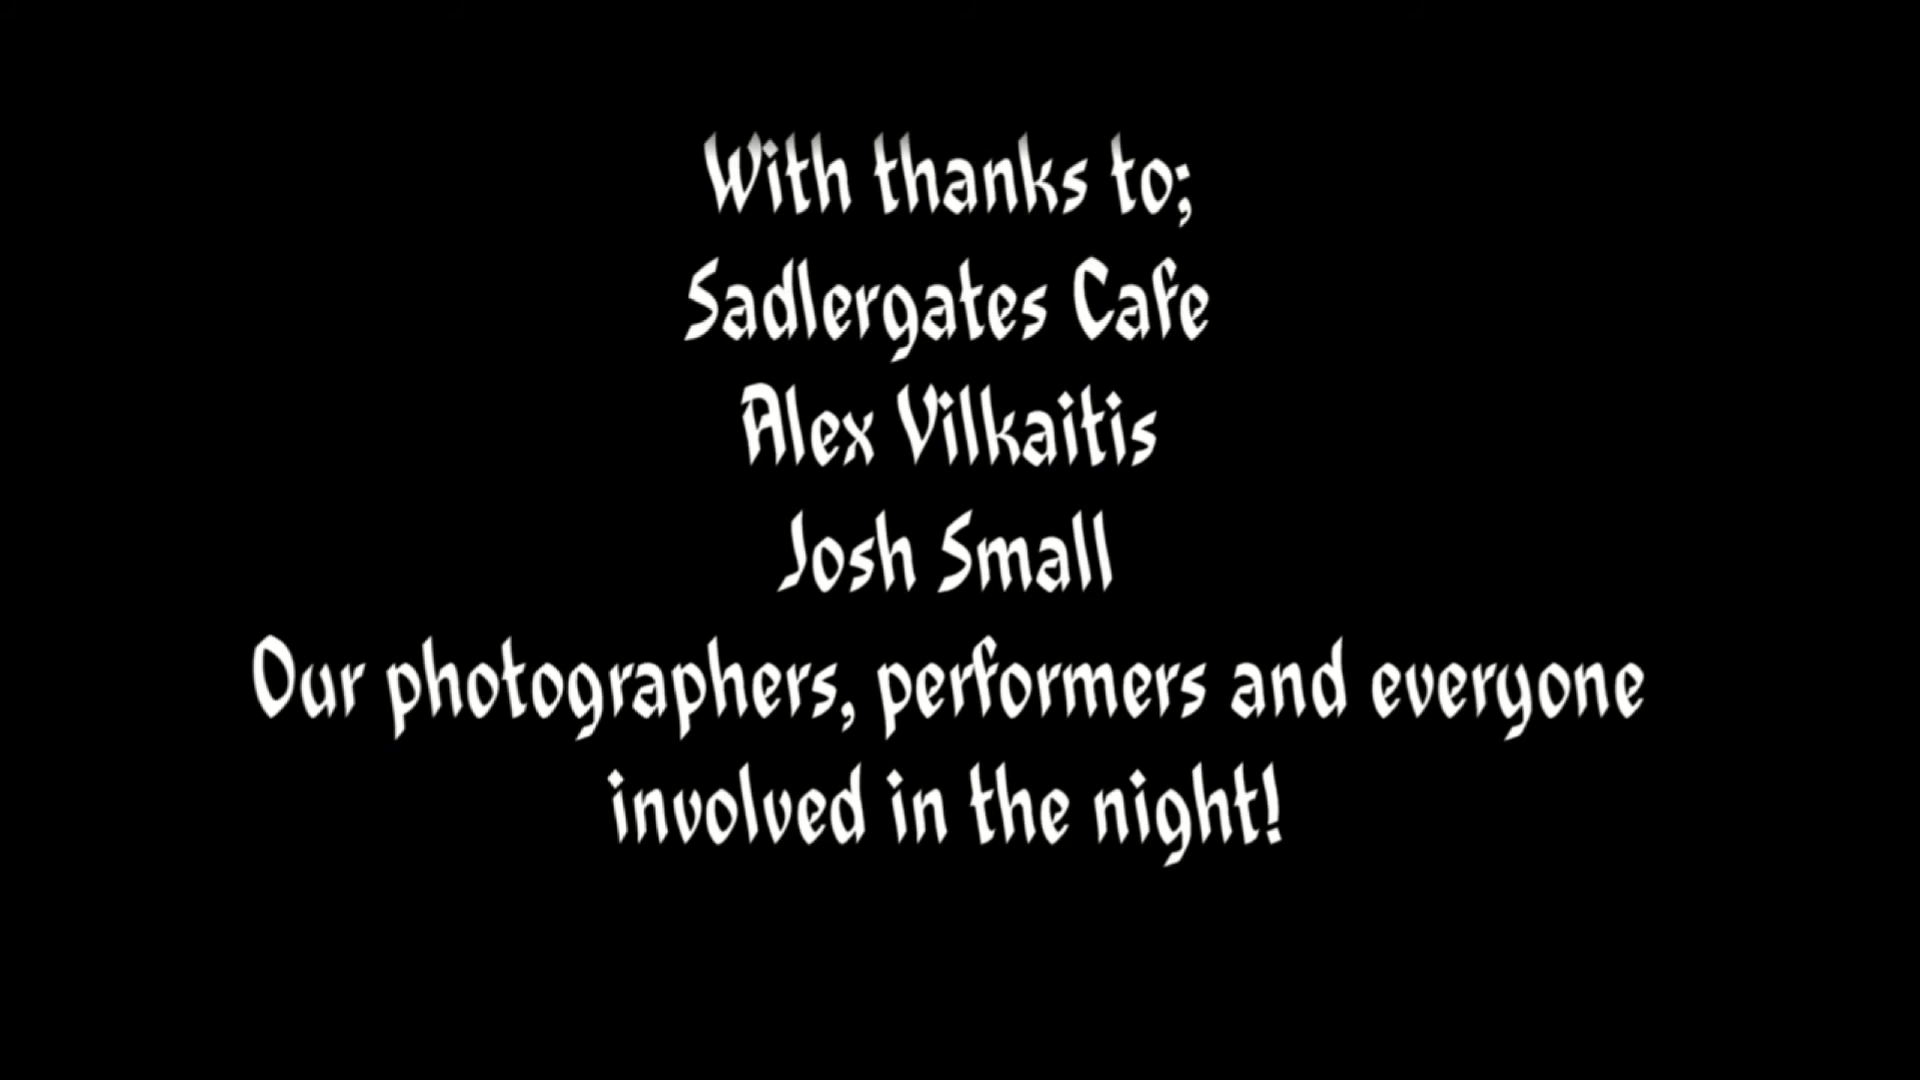 With thanks to;
Sadlergates Cafe
Alex Vilkaitis
Josh Small
Our photographers, performers and everyone
involved in the night!